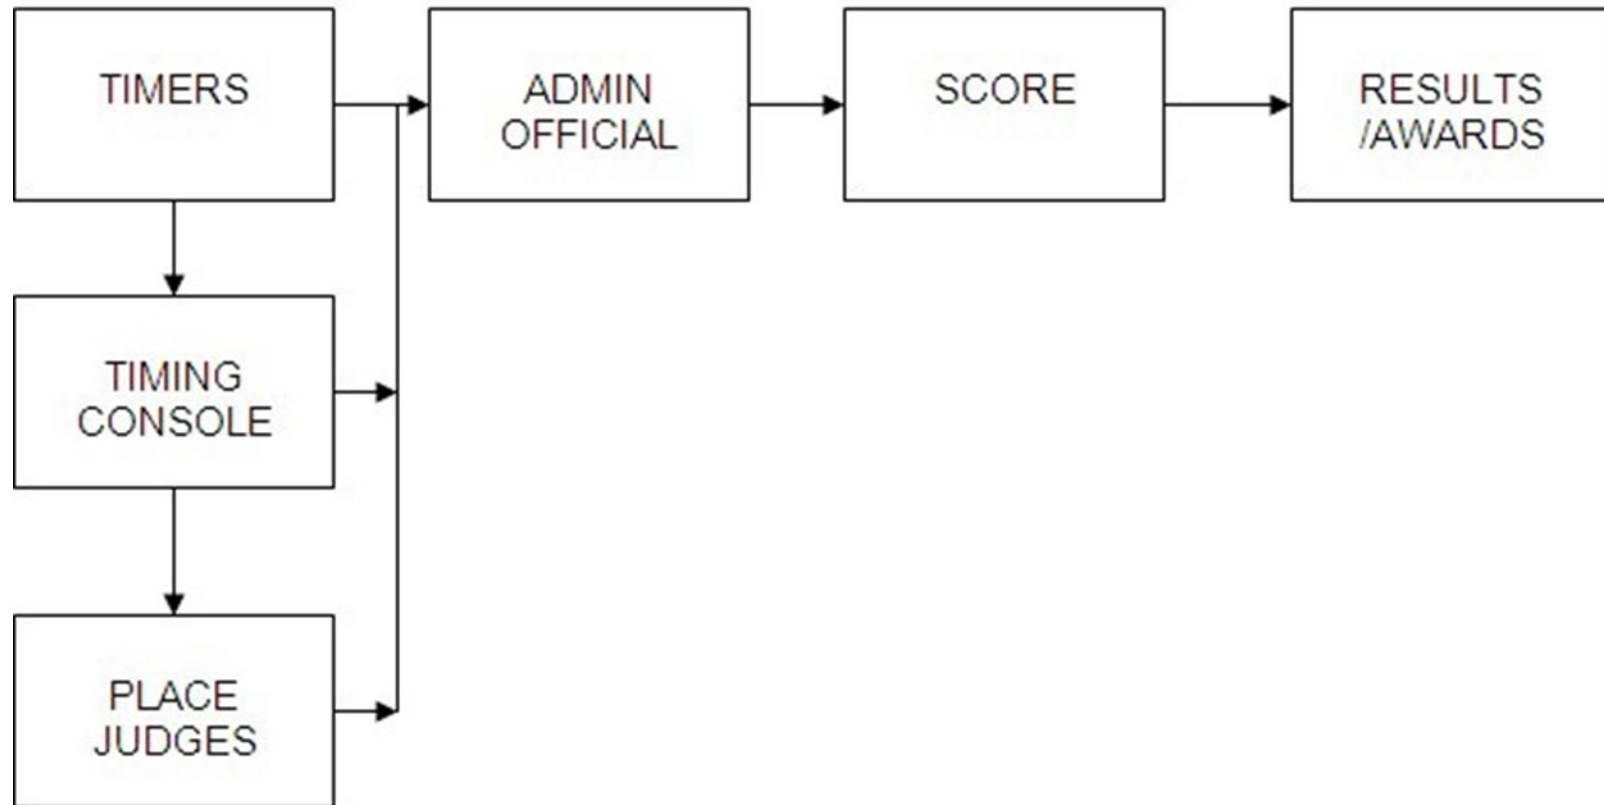 TIMERS
ADMIN
OFFICIAL
SCORE
RESULTS
/AWARDS
TIMING
CONSOLE
PLACE
JUDGES